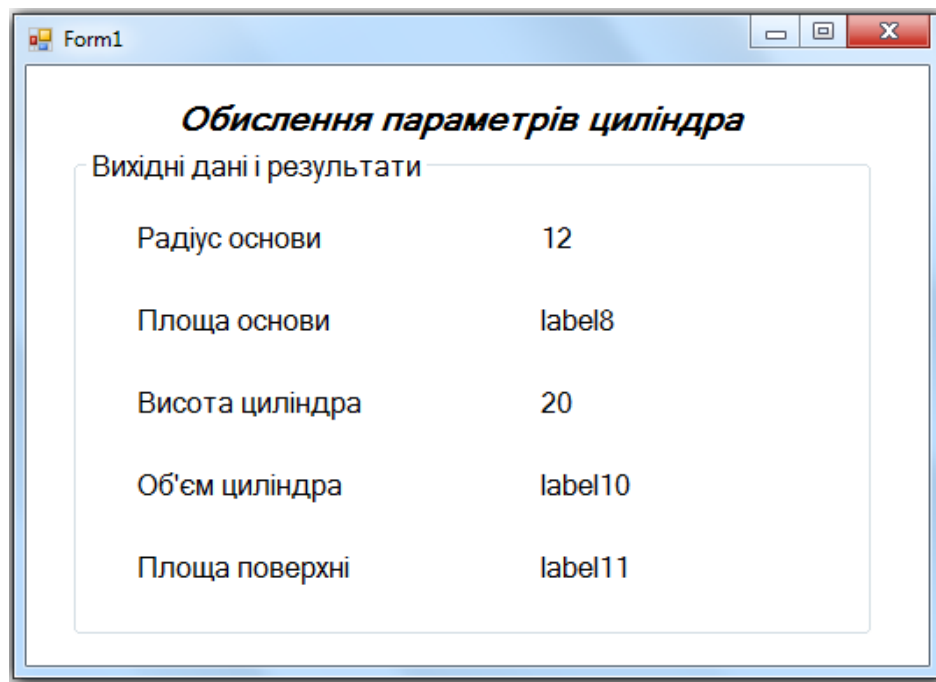 Form1
Обислення параметрів циліндра
Вихідні дані і результати
Радіус основи 12
Площа основи label8
Висота циліндра 20
Об'єм циліндра label10
Площа поверхні label11